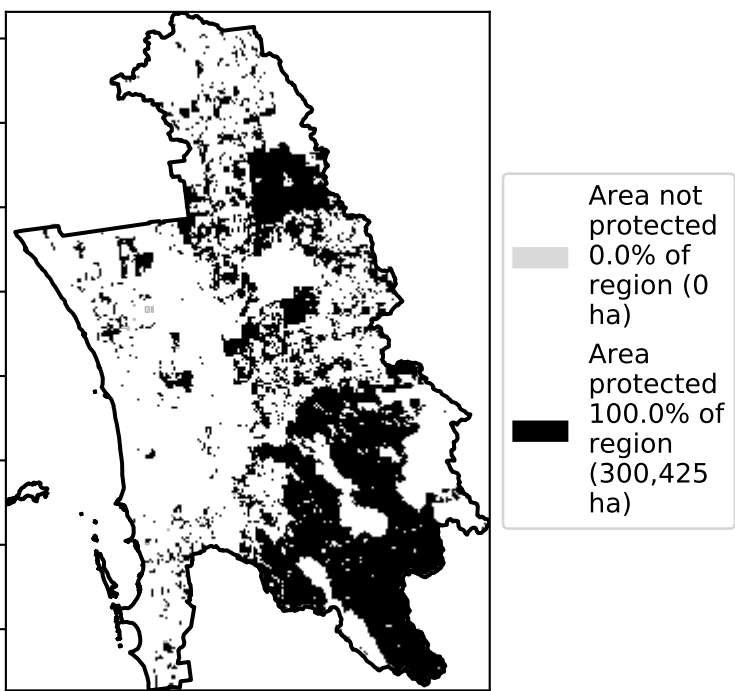 Area not
protected
0.0% of
region (0
ha)
Area
protected
100.0% of
region
(300,425
ha)